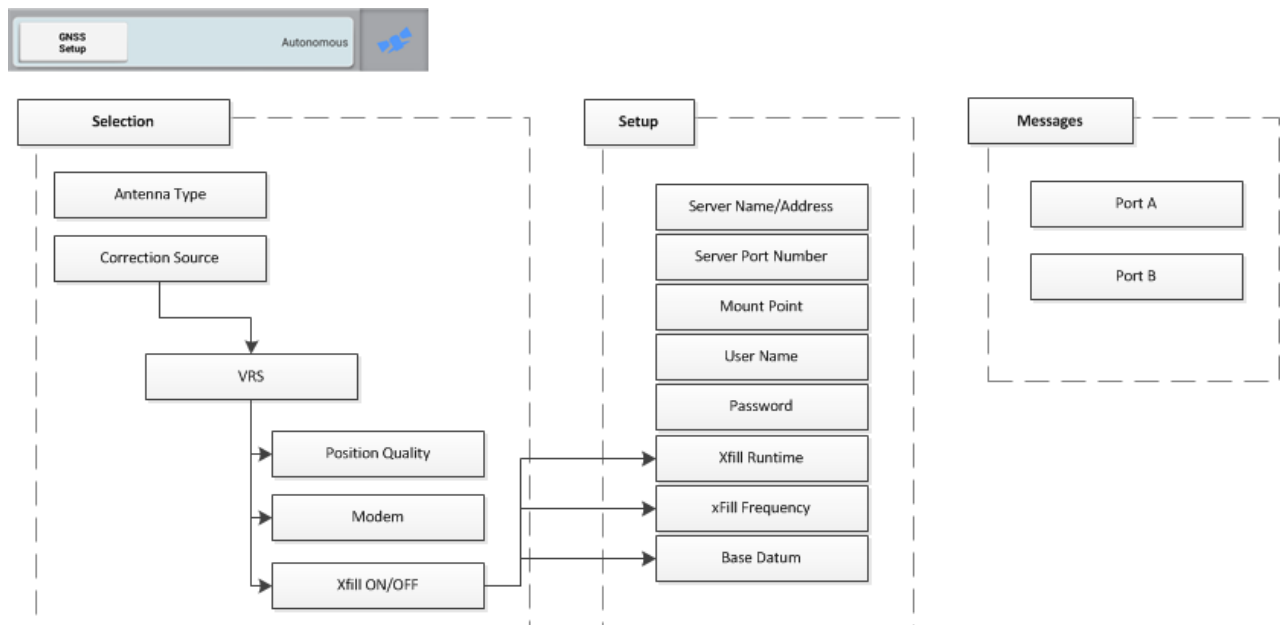 GNSS
Setup
Autonomous
Selection
Antenna Type
Correction Source
VRS
Position Quality
Modem
Xfill ON/OFF
Setup
Server Name/Address
Server Port Number
Mount Point
User Name
Password
Xfill Runtime
xFill Frequency
Base Datum
Messages
Port A
Port B